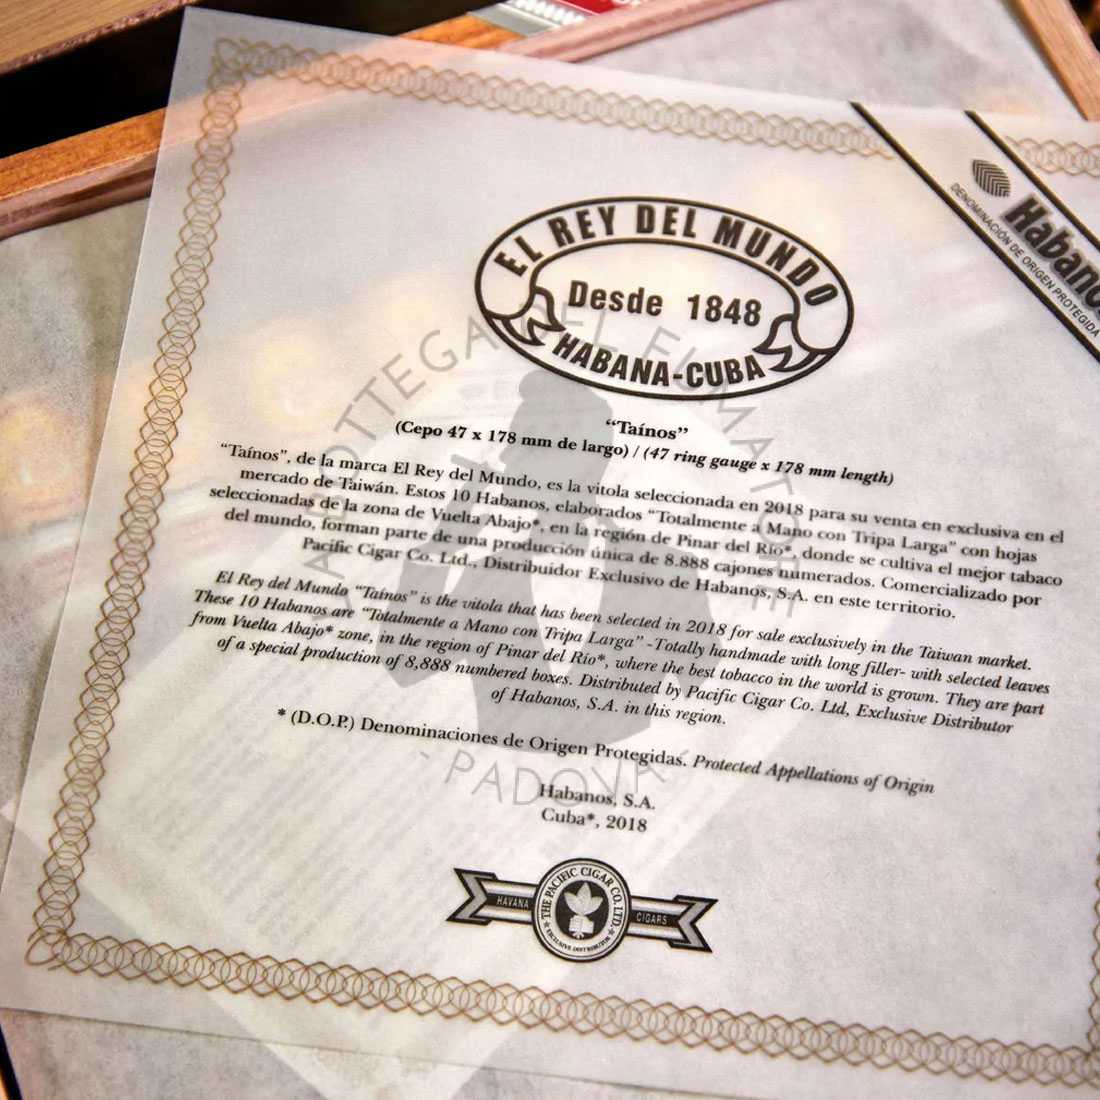 EL REY DEL MUNDO
Desde 1848
HABANA-CUBA
Habano
DENOMINACIÓN DE ORIGEN PROTEGIDA
"Taínos"
(Cepo 47 x 178 mm de largo) / (47 ring gauge x 178 mm length)
"Taínos", de la marca El Rey del Mundo, es la vitola seleccionada en 2018 para su venta en exclusiva en el
mercado de Taiwán. Estos 10 Habanos, elaborados "Totalmente a Mano con Tripa Larga" con hojas
seleccionadas de la zona de Vuelta Abajo*, en la región de Pinar del Río*, donde se cultiva el mejor tabaco
del mundo, forman parte de una producción única de 8.888 cajones numerados. Comercializado por
Pacific Cigar Co. Ltd., Distribuidor Exclusivo de Habanos, S.A. en este territorio.
El Rey del Mundo "Taínos" is the vitola that has been selected in 2018 for sale exclusively in the Taiwan market.
These 10 Habanos are "Totalmente a Mano con Tripa Larga" -Totally handmade with long filler- with selected leaves
from Vuelta Abajo* zone, in the region of Pinar del Río*, where the best tobacco in the world is grown. They are part
of a special production of 8,888 numbered boxes. Distributed by Pacific Cigar Co. Ltd, Exclusive Distributor
of Habanos, S.A. in this region.
* (D.O.P.) Denominaciones de Origen Protegidas. Protected Appellations of Origin
Habanos, S.A.
Cuba*, 2018
THE PACIFIC CIGAR CO. LTD.
HAVANA CIGARS
EXCLUSIVE DISTRIBUTOR
LA BOTTEGA DEL FUMATORE
- PADOVA -